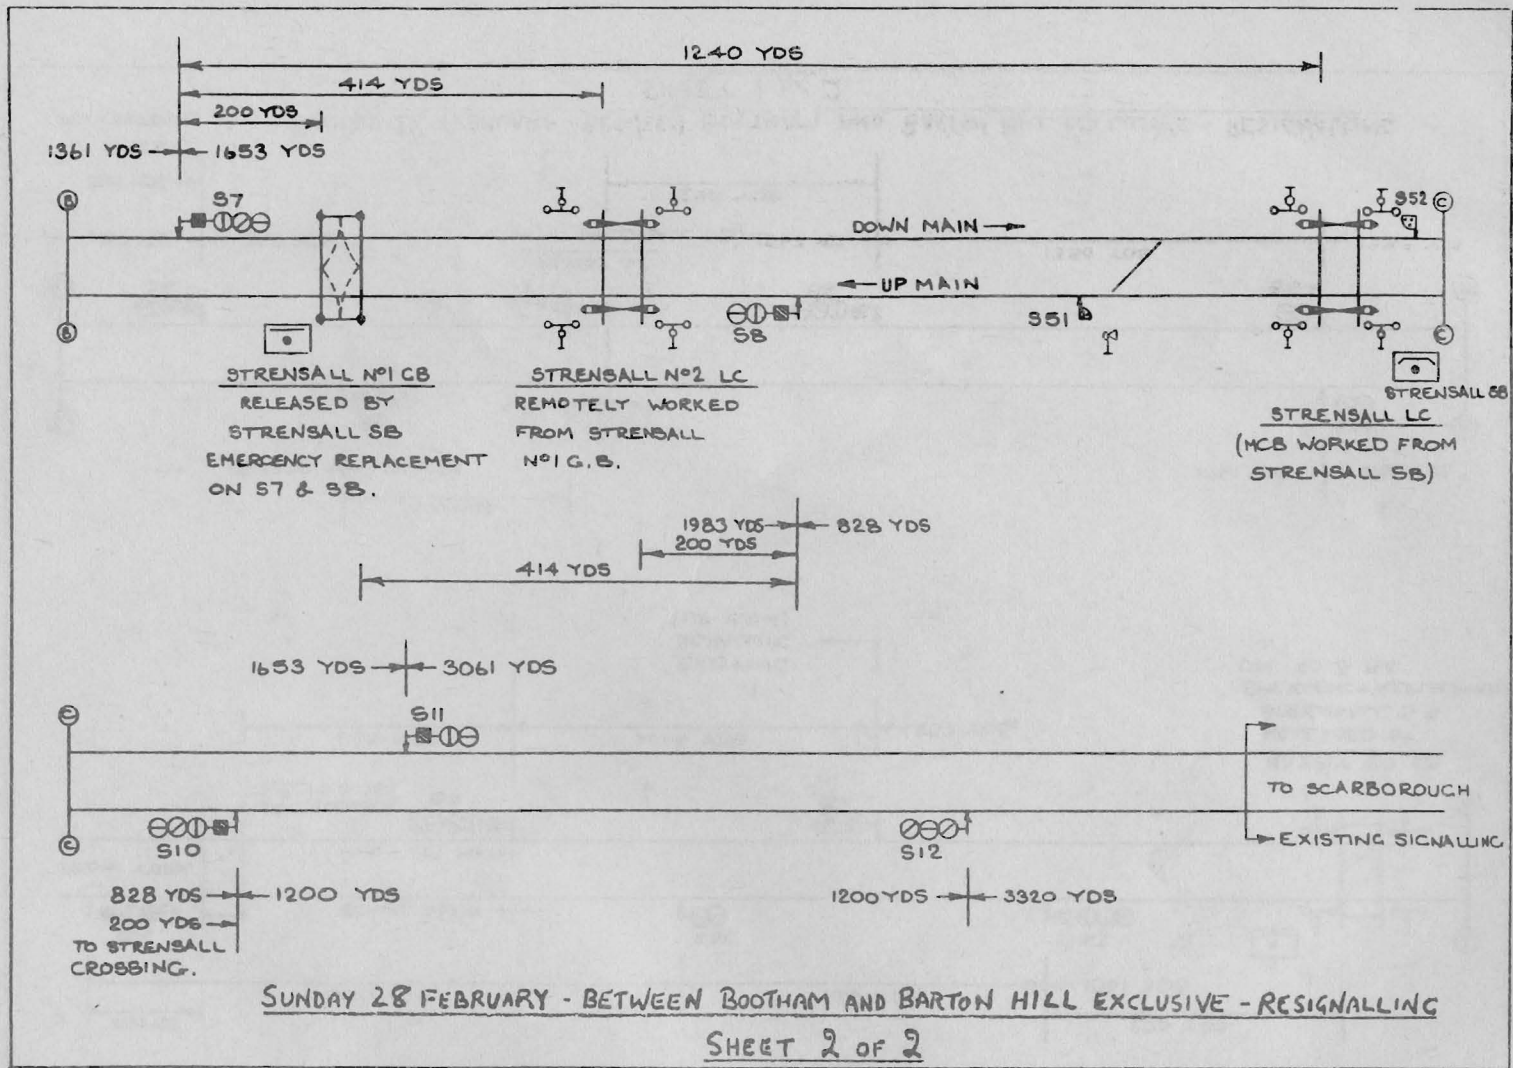 1240 YDS
414 YDS
200 YDS
1361 YDS 1653 YDS
B
S7
S52
C
DOWN MAIN
UP MAIN
B
S8
S51
C
STRENSALL Nº1 GB
RELEASED BY
STRENSALL SB
EMERGENCY REPLACEMENT
ON S7 & S8.
STRENSALL Nº2 LC
REMOTELY WORKED
FROM STRENSALL
Nº1 G.B.
STRENSALL SB
STRENSALL LC
(MCB WORKED FROM
STRENSALL SB)
1983 YDS 828 YDS
200 YDS
414 YDS
1653 YDS 3061 YDS
C
S11
TO SCARBOROUGH
C
S10
S12
EXISTING SIGNALLING
828 YDS 1200 YDS
200 YDS
TO STRENSALL
CROSSING.
1200 YDS 3320 YDS
SUNDAY 28 FEBRUARY - BETWEEN BOOTHAM AND BARTON HILL EXCLUSIVE - RESIGNALLING
SHEET 2 OF 2